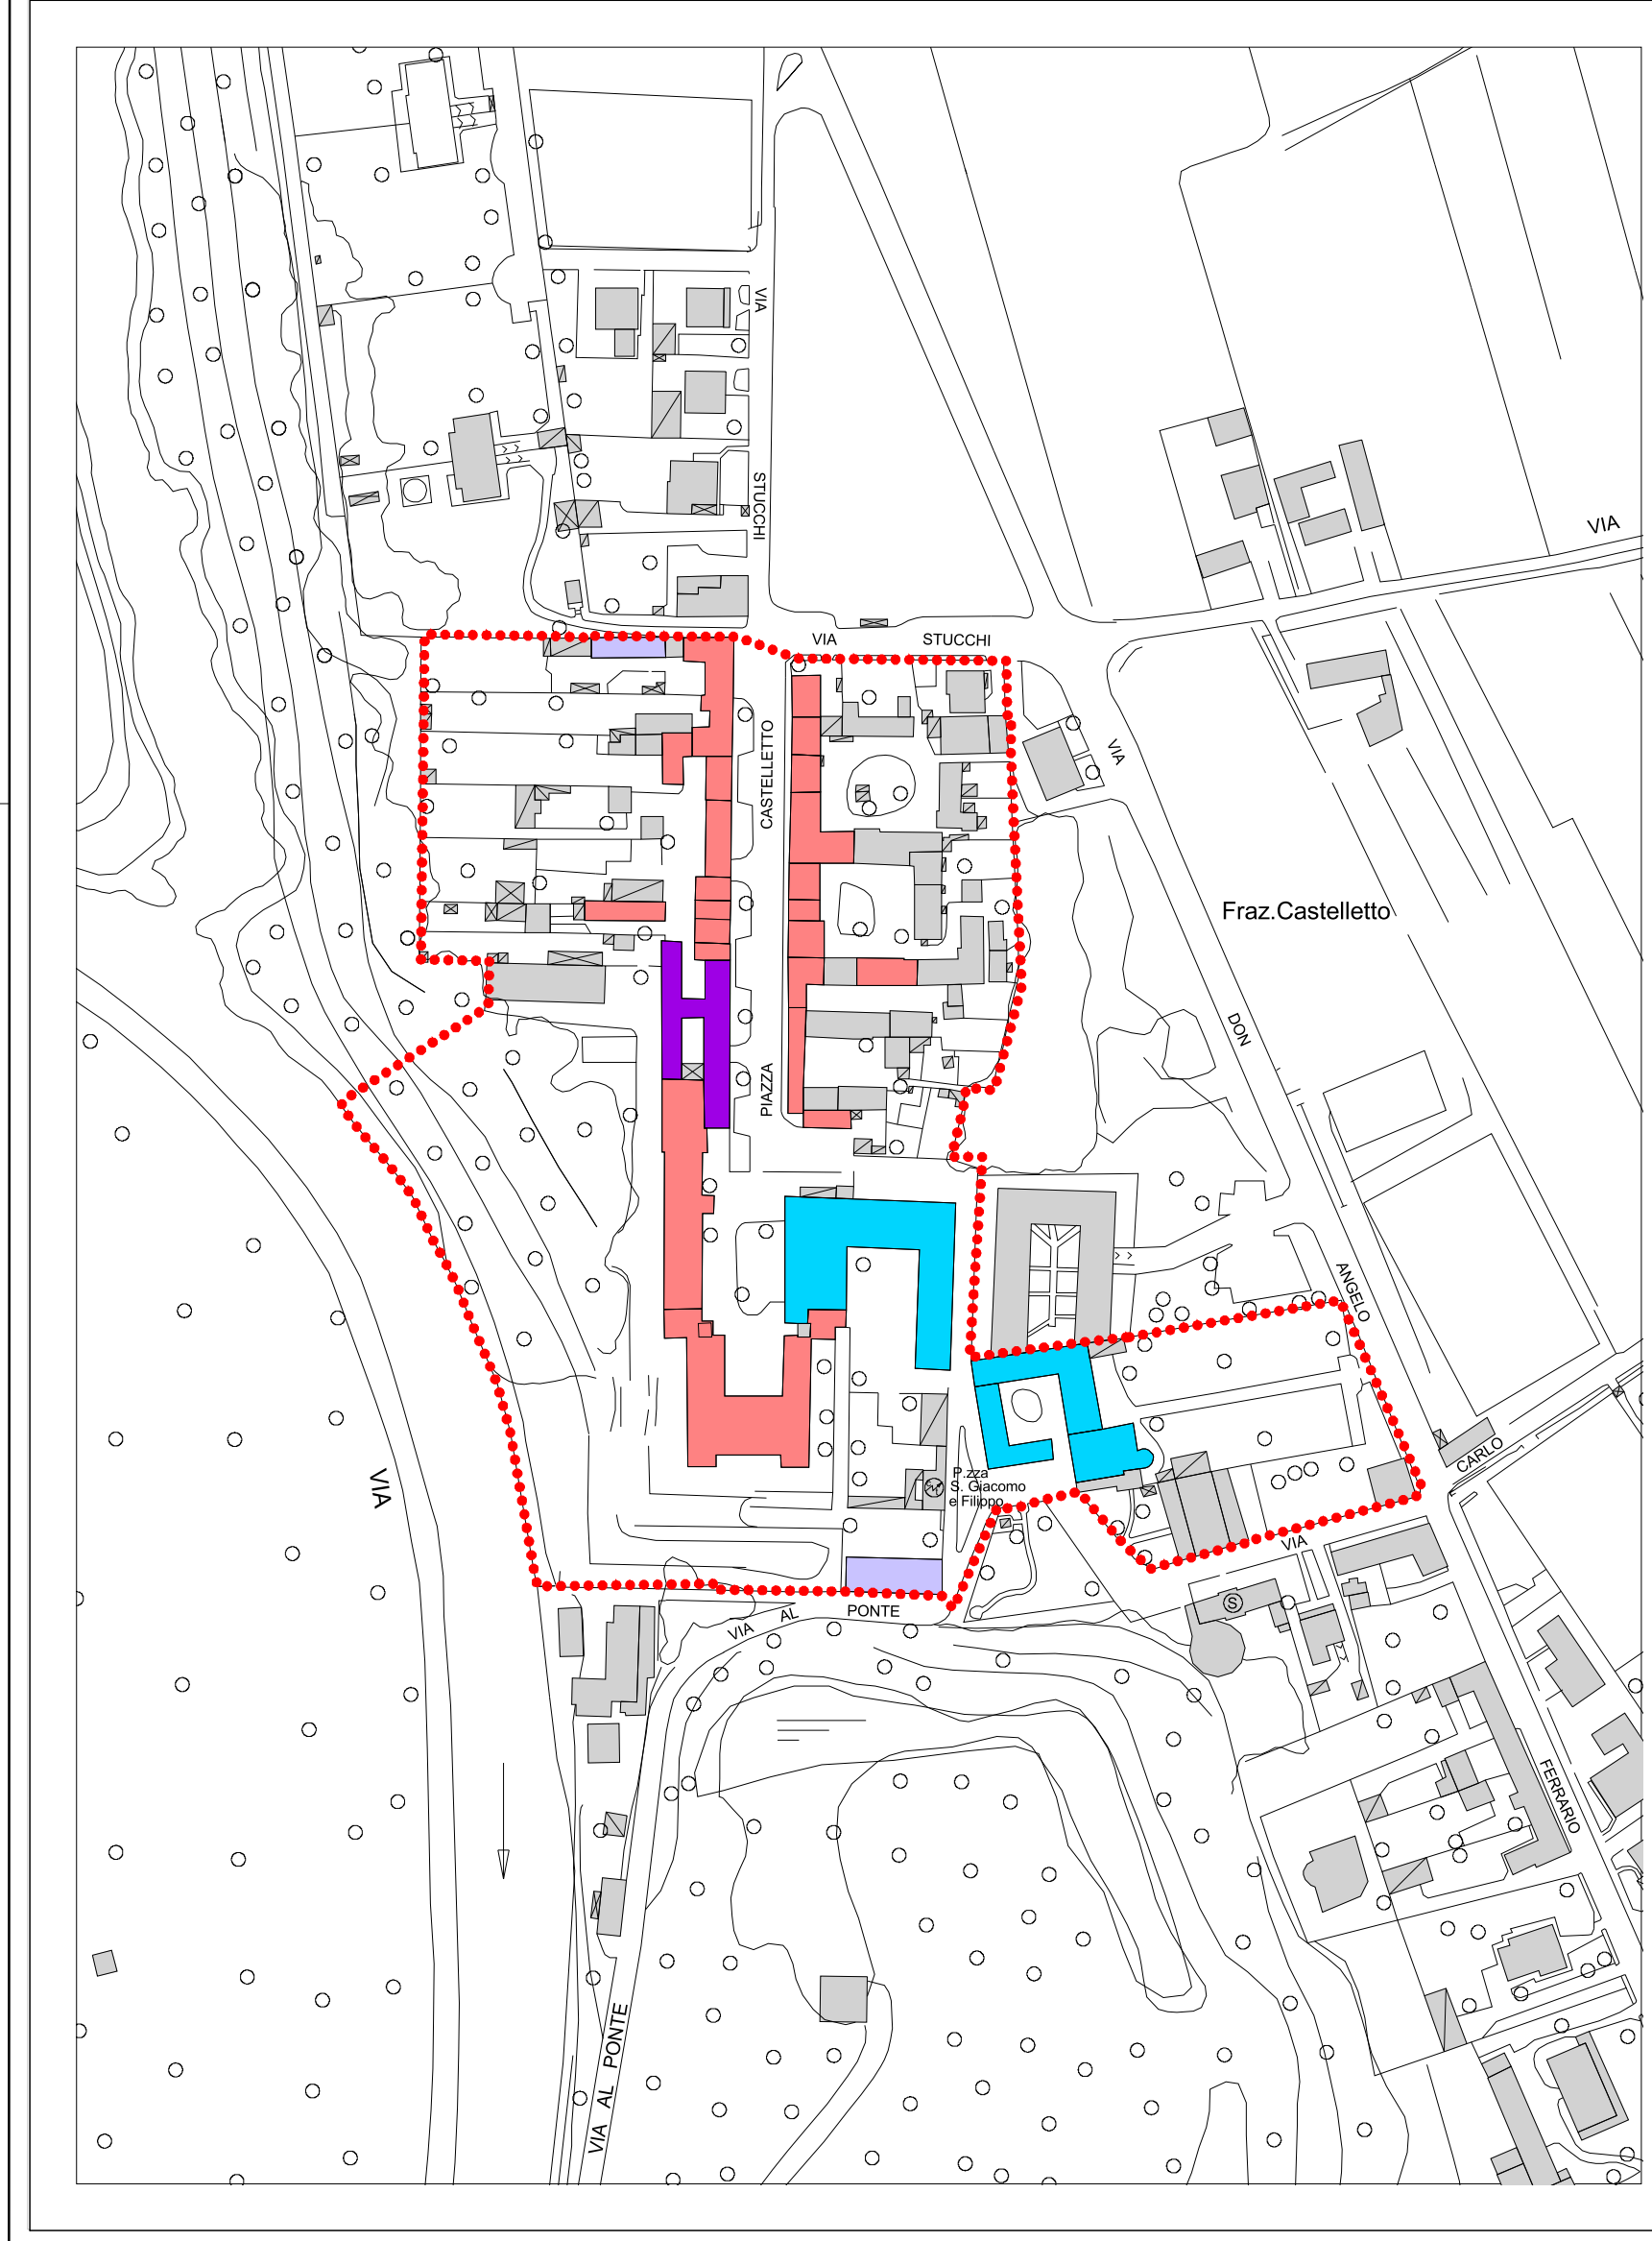 VIA
STUCCHI
VIA
VIA
STUCCHI
CASTELLETTO
VIA
Fraz.Castelletto
DON
PIAZZA
ANGELO
CARLO
VIA
P.zza
S. Giacomo
e Filippo
VIA
VIA
AL
PONTE
S
FERRARIO
VIA AL PONTE